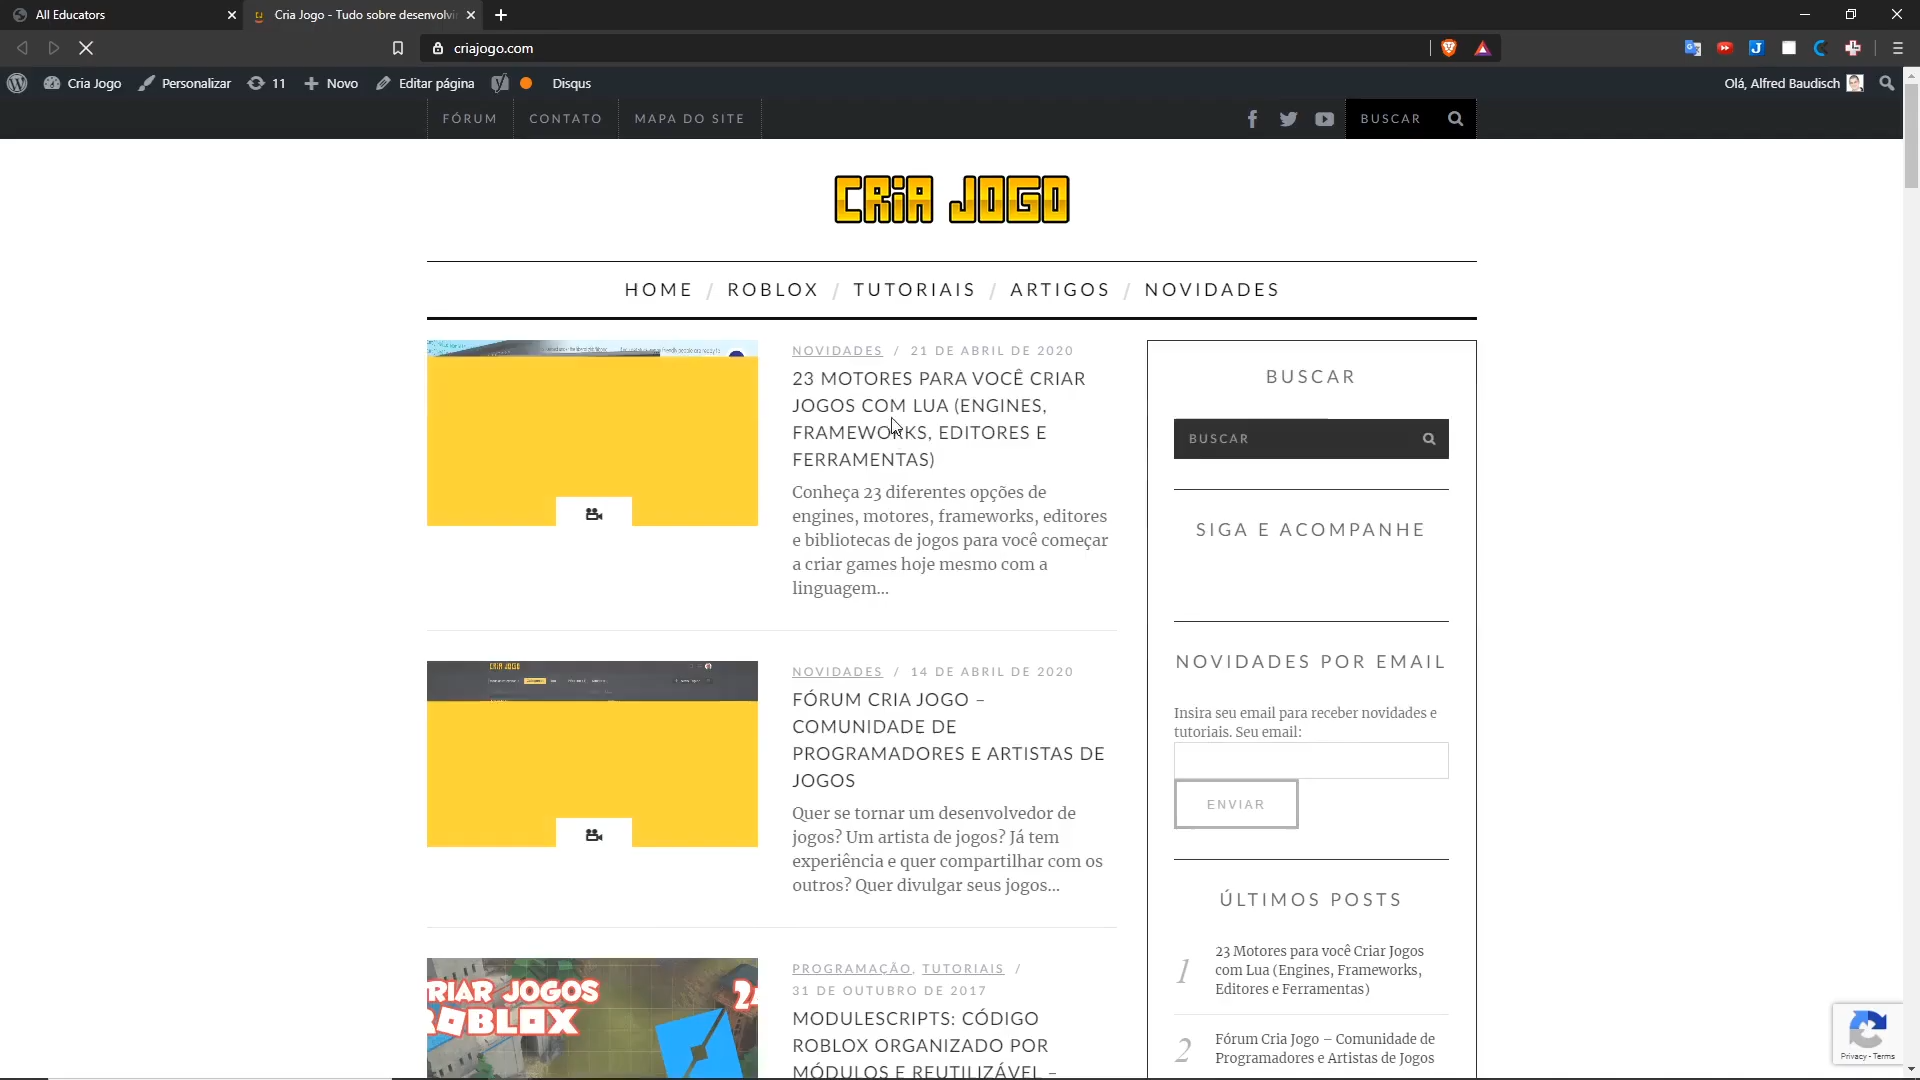 All Educators
Cria Jogo - Tudo sobre desenvolvi
criajogo.com
Cria Jogo
Personalizar
11
Novo
Editar página
Disqus
Olá, Alfred Baudisch
FÓRUM
CONTATO
MAPA DO SITE
BUSCAR
CRIA JOGO
HOME / ROBLOX / TUTORIAIS / ARTIGOS / NOVIDADES
NOVIDADES / 21 DE ABRIL DE 2020
23 MOTORES PARA VOCÊ CRIAR
JOGOS COM LUA (ENGINES,
FRAMEWORKS, EDITORES E
FERRAMENTAS)
Conheça 23 diferentes opções de
engines, motores, frameworks, editores
e bibliotecas de jogos para você começar
a criar games hoje mesmo com a
linguagem...
CRIA JOGO
NOVIDADES / 14 DE ABRIL DE 2020
FÓRUM CRIA JOGO –
COMUNIDADE DE
PROGRAMADORES E ARTISTAS DE
JOGOS
Quer se tornar um desenvolvedor de
jogos? Um artista de jogos? Já tem
experiência e quer compartilhar com os
outros? Quer divulgar seus jogos...
RIAR JOGOS
ROBLOX
2
PROGRAMAÇÃO, TUTORIAIS /
31 DE OUTUBRO DE 2017
MODULESCRIPTS: CÓDIGO
ROBLOX ORGANIZADO POR
MÓDULOS E REUTILIZÁVEL –
BUSCAR
BUSCAR
SIGA E ACOMPANHE
NOVIDADES POR EMAIL
Insira seu email para receber novidades e
tutoriais. Seu email:
ENVIAR
ÚLTIMOS POSTS
1
23 Motores para você Criar Jogos
com Lua (Engines, Frameworks,
Editores e Ferramentas)
2
Fórum Cria Jogo – Comunidade de
Programadores e Artistas de Jogos
Privacy - Terms